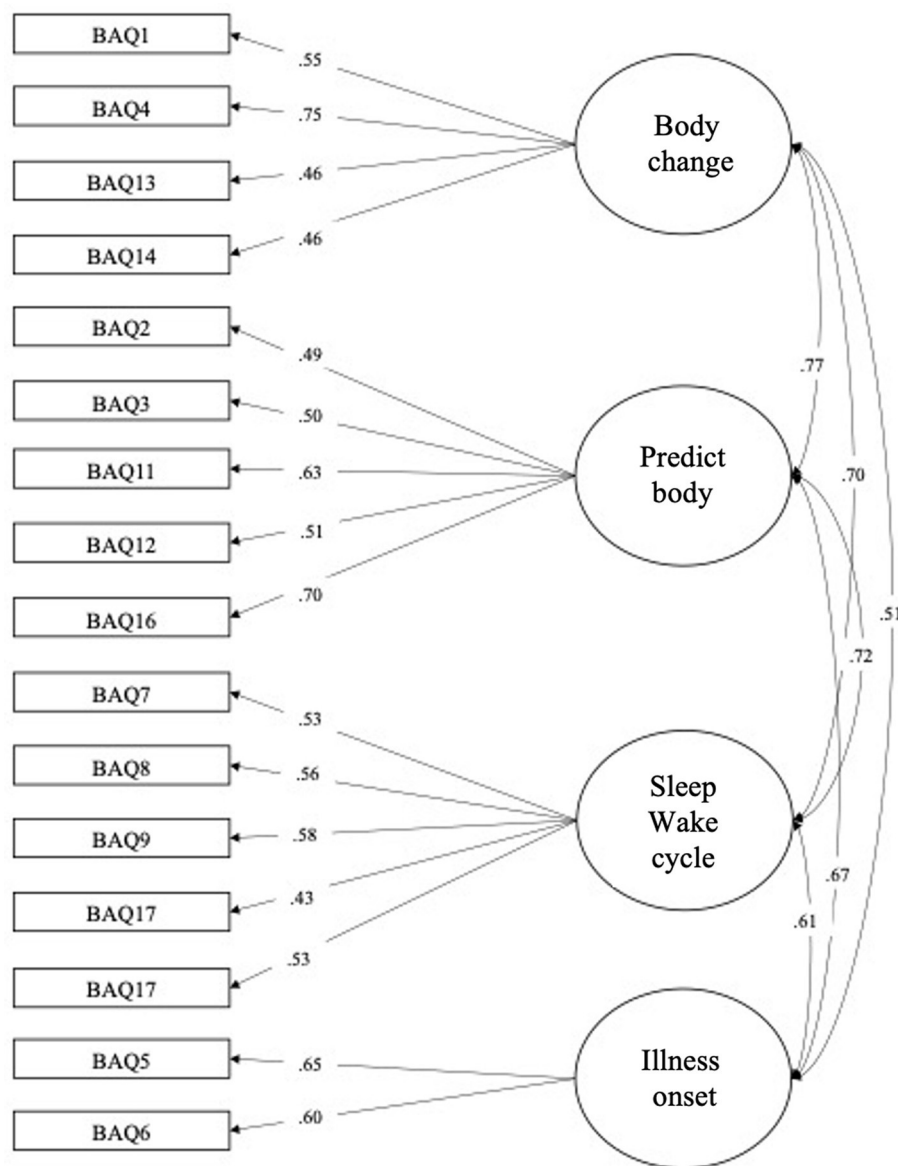 BAQ1
.55
BAQ4
.75
BAQ13
.46
BAQ14
.46
Body
change
BAQ2
.49
BAQ3
.50
BAQ11
.63
BAQ12
.51
BAQ16
.70
Predict
body
BAQ7
.53
BAQ8
.56
BAQ9
.58
BAQ17
.43
BAQ17
.53
Sleep
Wake
cycle
BAQ5
.65
BAQ6
.60
Illness
onset
.77
.70
.51
.72
.67
.61